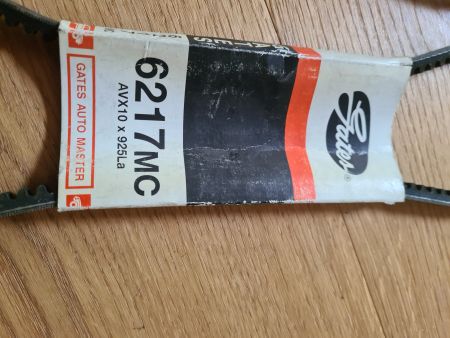 Gates®
6217MC
AVX10 x 925La
GATES AUTO MASTER